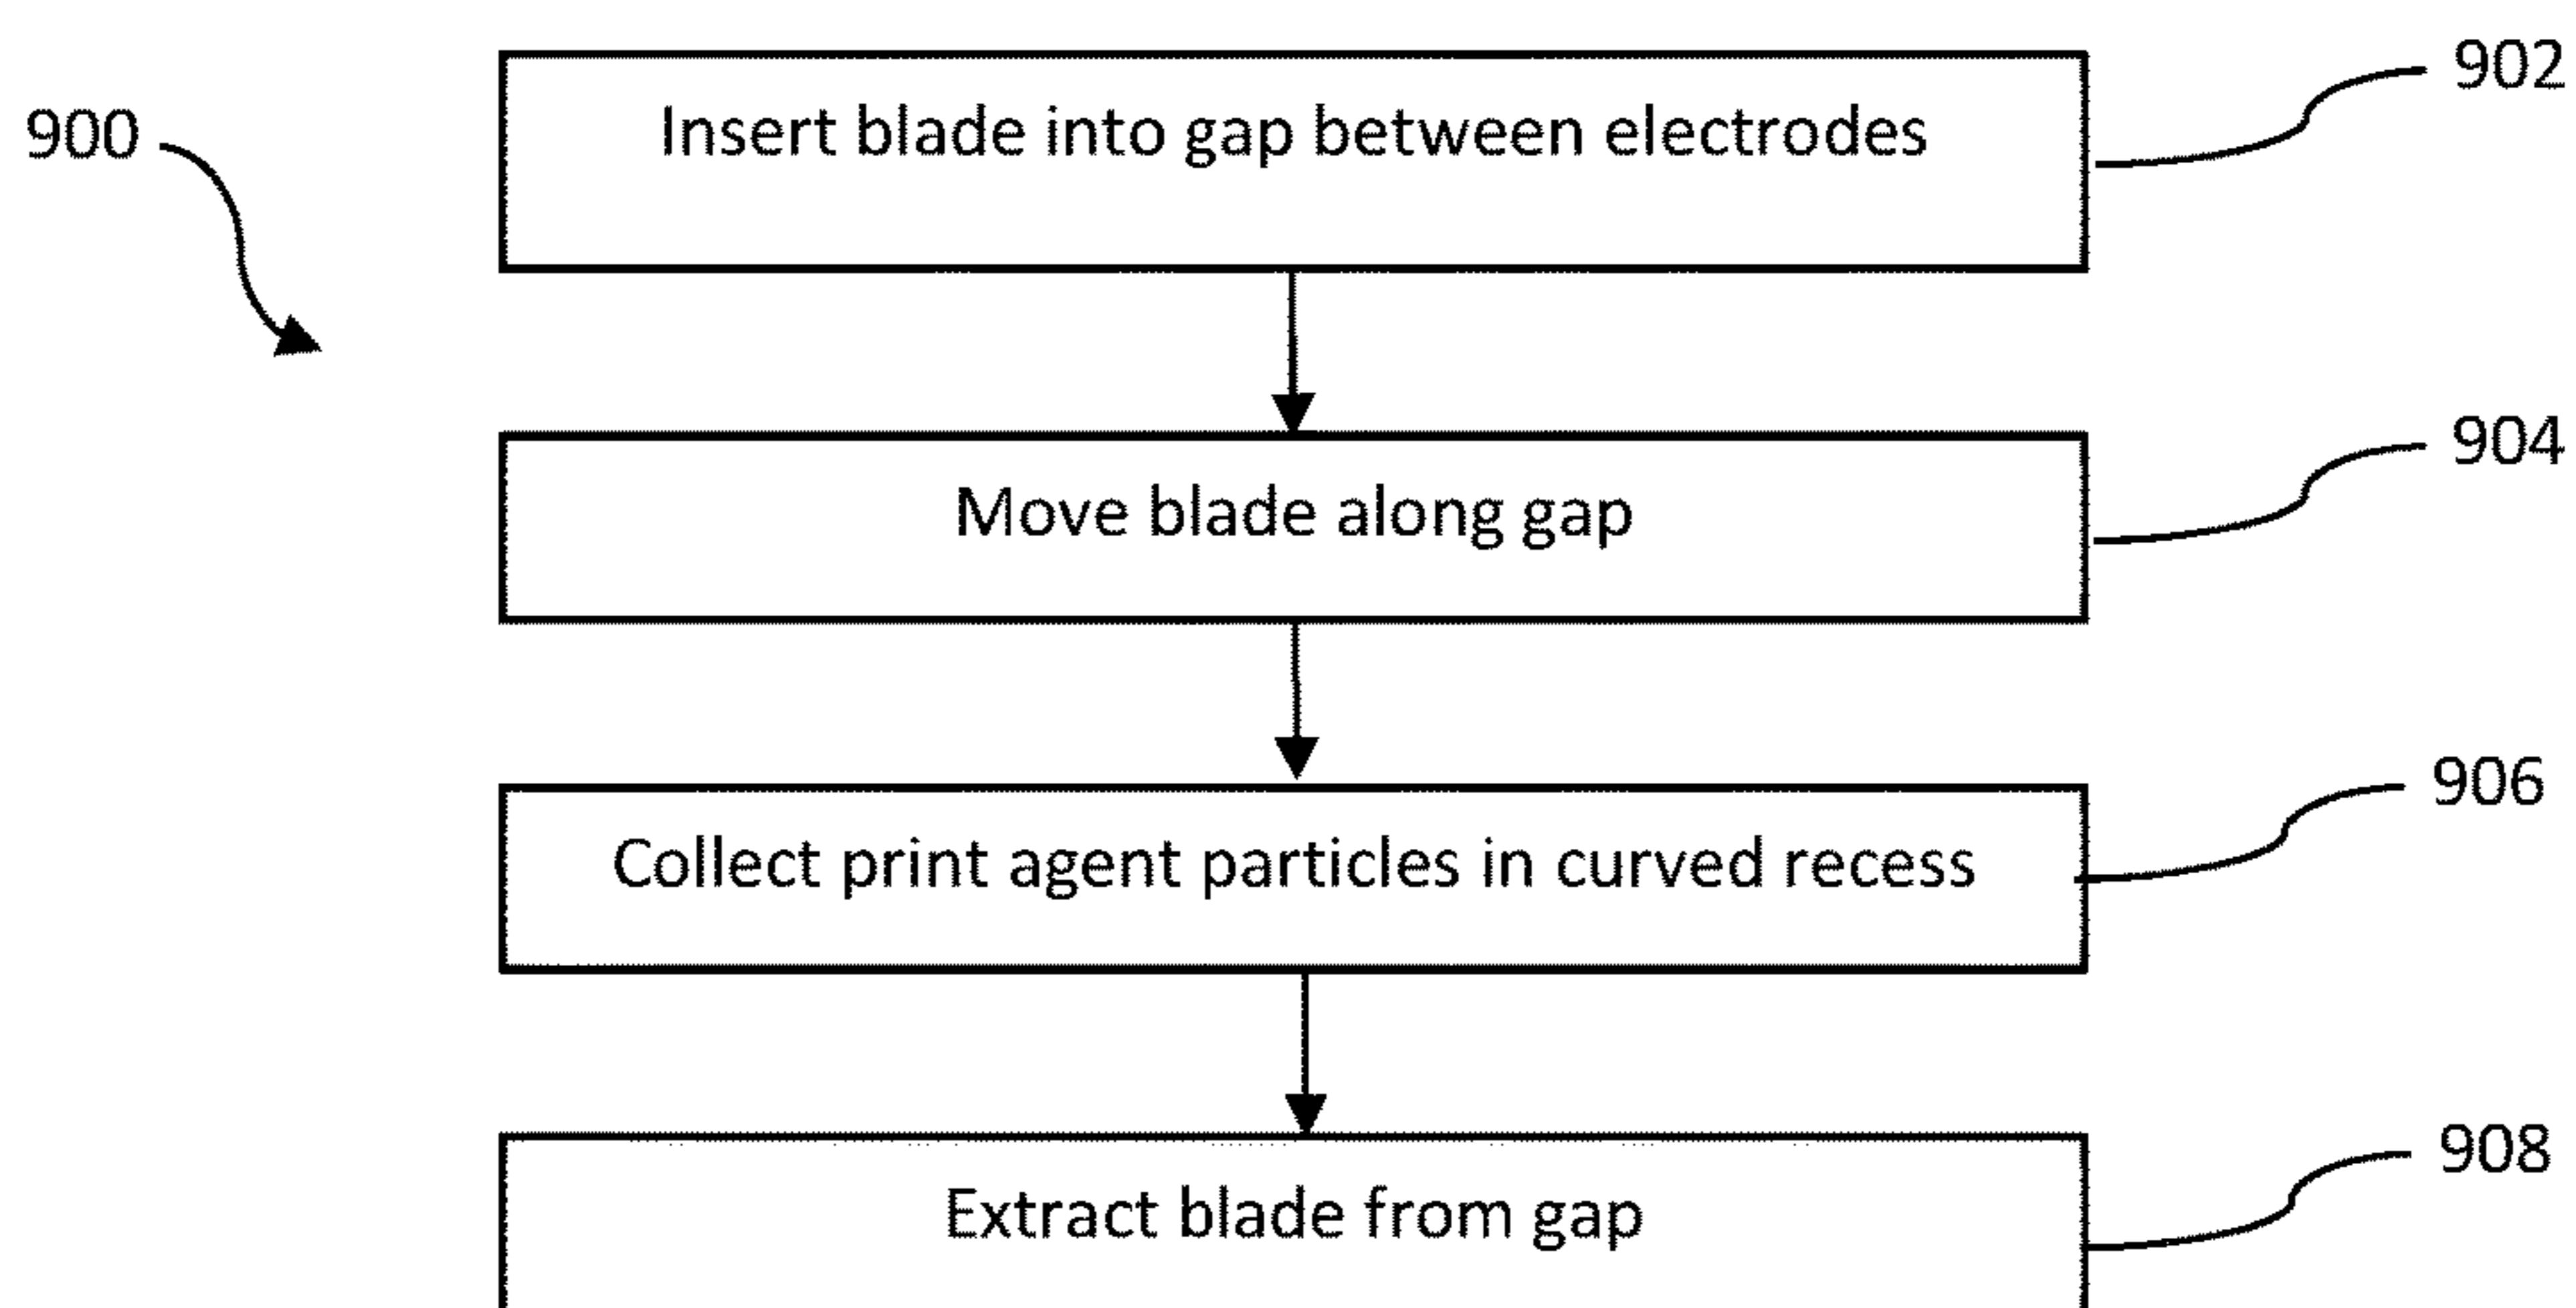 902
900
Insert blade into gap between electrodes
904
Move blade along gap
906
Collect print agent particles in curved recess
908
Extract blade from gap